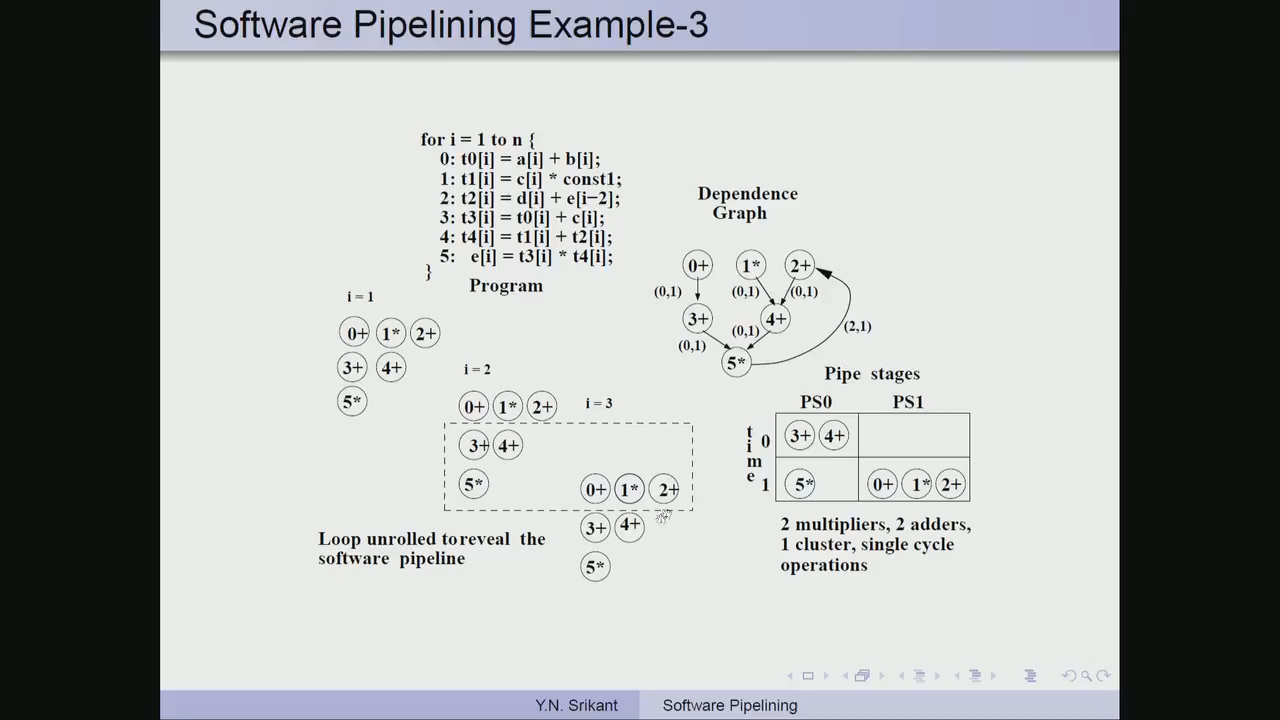 Software Pipelining Example-3
for i = 1 to n {
0: t0[i] = a[i] + b[i];
1: t1[i] = c[i] * const1;
2: t2[i] = d[i] + e[i−2];
3: t3[i] = t0[i] + c[i];
4: t4[i] = t1[i] + t2[i];
5: e[i] = t3[i] * t4[i];
}
Program
Dependence
Graph
0+ 1* 2+
(0,1) (0,1) (0,1)
3+ 4+
(0,1) (0,1) (2,1)
5*
i = 1
0+ 1* 2+
3+ 4+
5*
i = 2
0+ 1* 2+
3+ 4+
5*
i = 3
0+ 1* 2+
3+ 4+
5*
Loop unrolled to reveal the
software pipeline
Pipe stages
PS0 PS1
time
0 3+ 4+
1 5* 0+ 1* 2+
2 multipliers, 2 adders,
1 cluster, single cycle
operations
Y.N. Srikant Software Pipelining